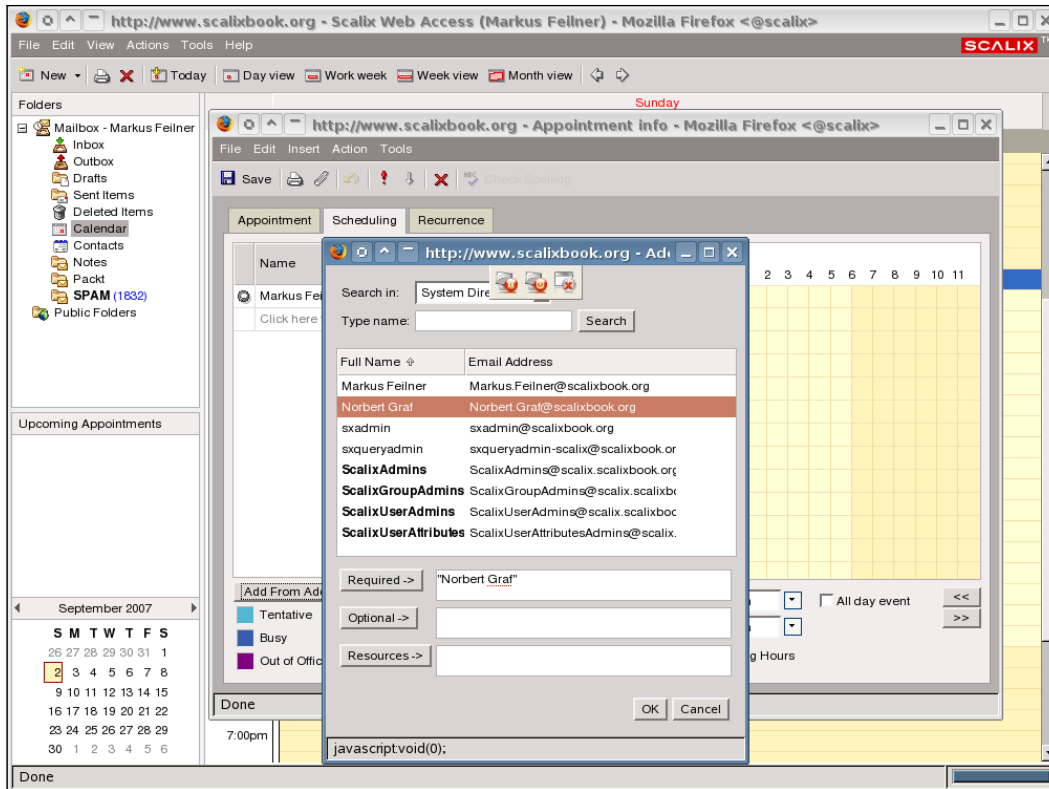 http://www.scalixbook.org - Scalix Web Access (Markus Feilner) - Mozilla Firefox <@scalix>
File Edit View Actions Tools Help
SCALIX TM
New Today Day view Work week Week view Month view
Folders
Mailbox - Markus Feilner
Inbox
Outbox
Drafts
Sent Items
Deleted Items
Calendar
Contacts
Notes
Packt
SPAM (1832)
Public Folders
Upcoming Appointments
September 2007
S M T W T F S
26 27 28 29 30 31 1
2 3 4 5 6 7 8
9 10 11 12 13 14 15
16 17 18 19 20 21 22
23 24 25 26 27 28 29
30 1 2 3 4 5 6
Sunday
7:00pm
Done
http://www.scalixbook.org - Appointment info - Mozilla Firefox <@scalix>
File Edit Insert Action Tools
Save Check Spelling
Appointment Scheduling Recurrence
Name
2 3 4 5 6 7 8 9 10 11
Markus Fei
Click here
Add From Add
Tentative
Busy
Out of Offic
All day event
<<
>>
g Hours
Done
http://www.scalixbook.org - Ad
Search in: System Dire
Type name: Search
Full Name Email Address
Markus Feilner Markus.Feilner@scalixbook.org
Norbert Graf Norbert.Graf@scalixbook.org
sxadmin sxadmin@scalixbook.org
sxqueryadmin sxqueryadmin-scalix@scalixbook.or
ScalixAdmins ScalixAdmins@scalix.scalixbook.org
ScalixGroupAdmins ScalixGroupAdmins@scalix.scalixbo
ScalixUserAdmins ScalixUserAdmins@scalix.scalixboo
ScalixUserAttributes ScalixUserAttributesAdmins@scalix.
Required -> "Norbert Graf"
Optional ->
Resources ->
OK Cancel
javascript:void(0);